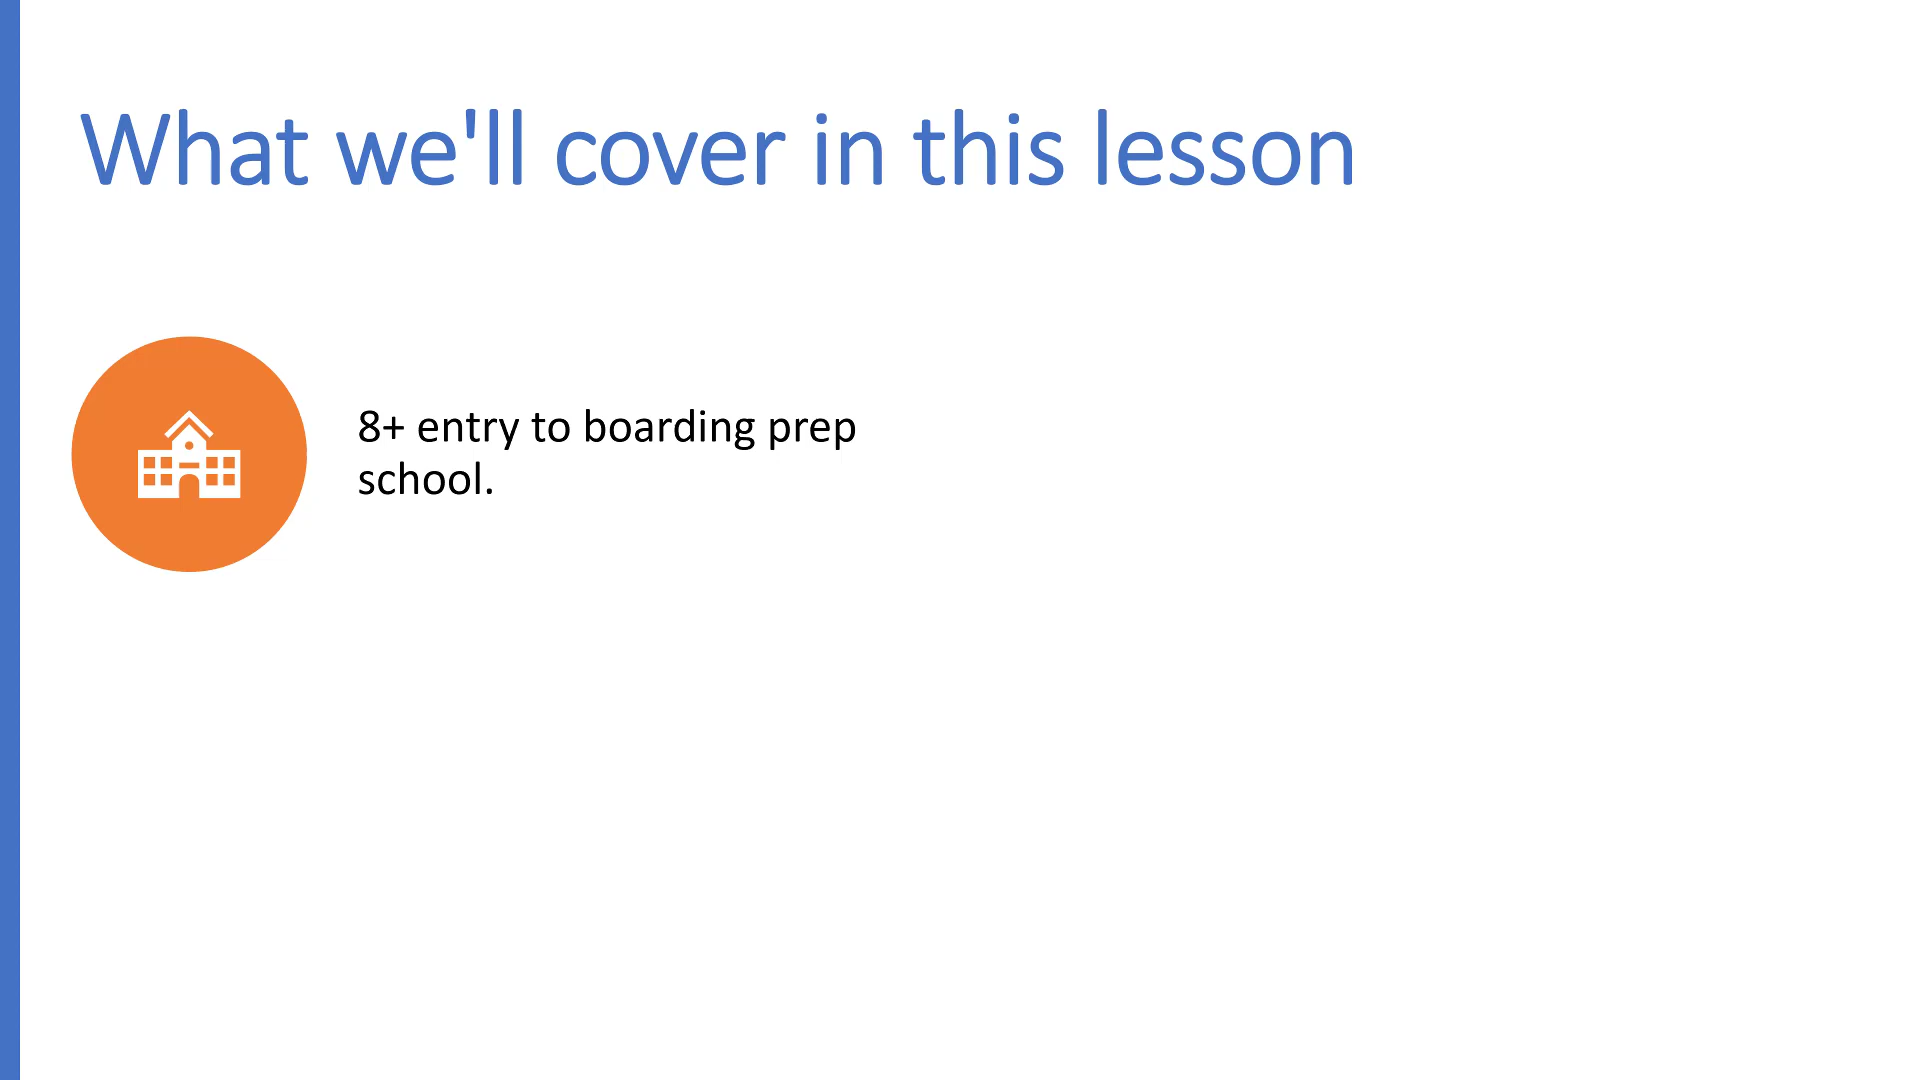 What we'll cover in this lesson
8+ entry to boarding prep
school.